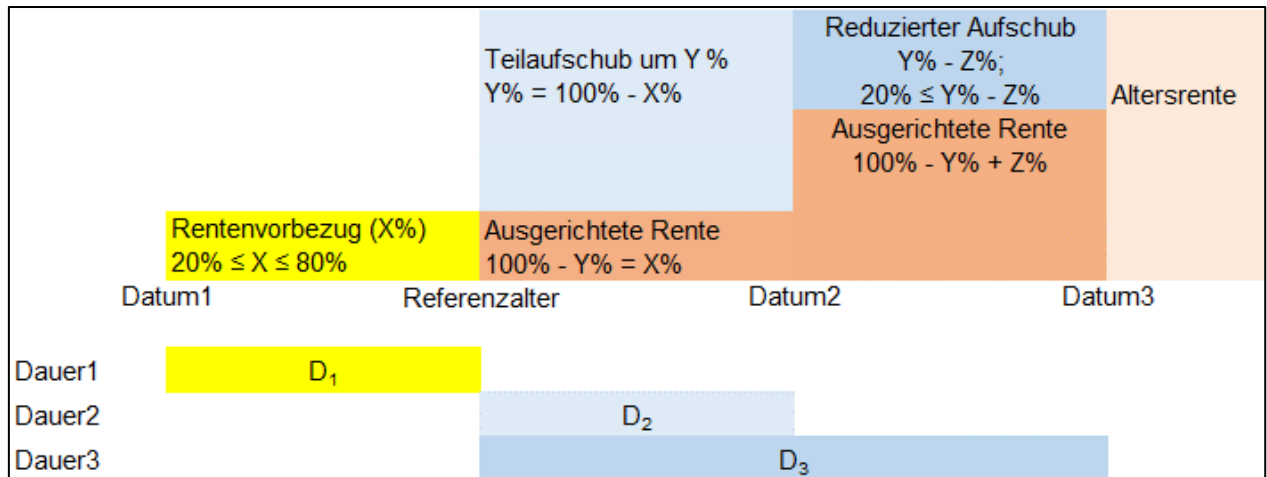 Teilaufschub um Y %
Y% = 100% - X%
Reduzierter Aufschub
Y% - Z%;
20% ≤ Y% - Z%
Altersrente
Ausgerichtete Rente
100% - Y% + Z%
Rentenvorbezug (X%)
20% ≤ X ≤ 80%
Ausgerichtete Rente
100% - Y% = X%
Datum1
Referenzalter
Datum2
Datum3
Dauer1
D₁
Dauer2
D₂
Dauer3
D₃